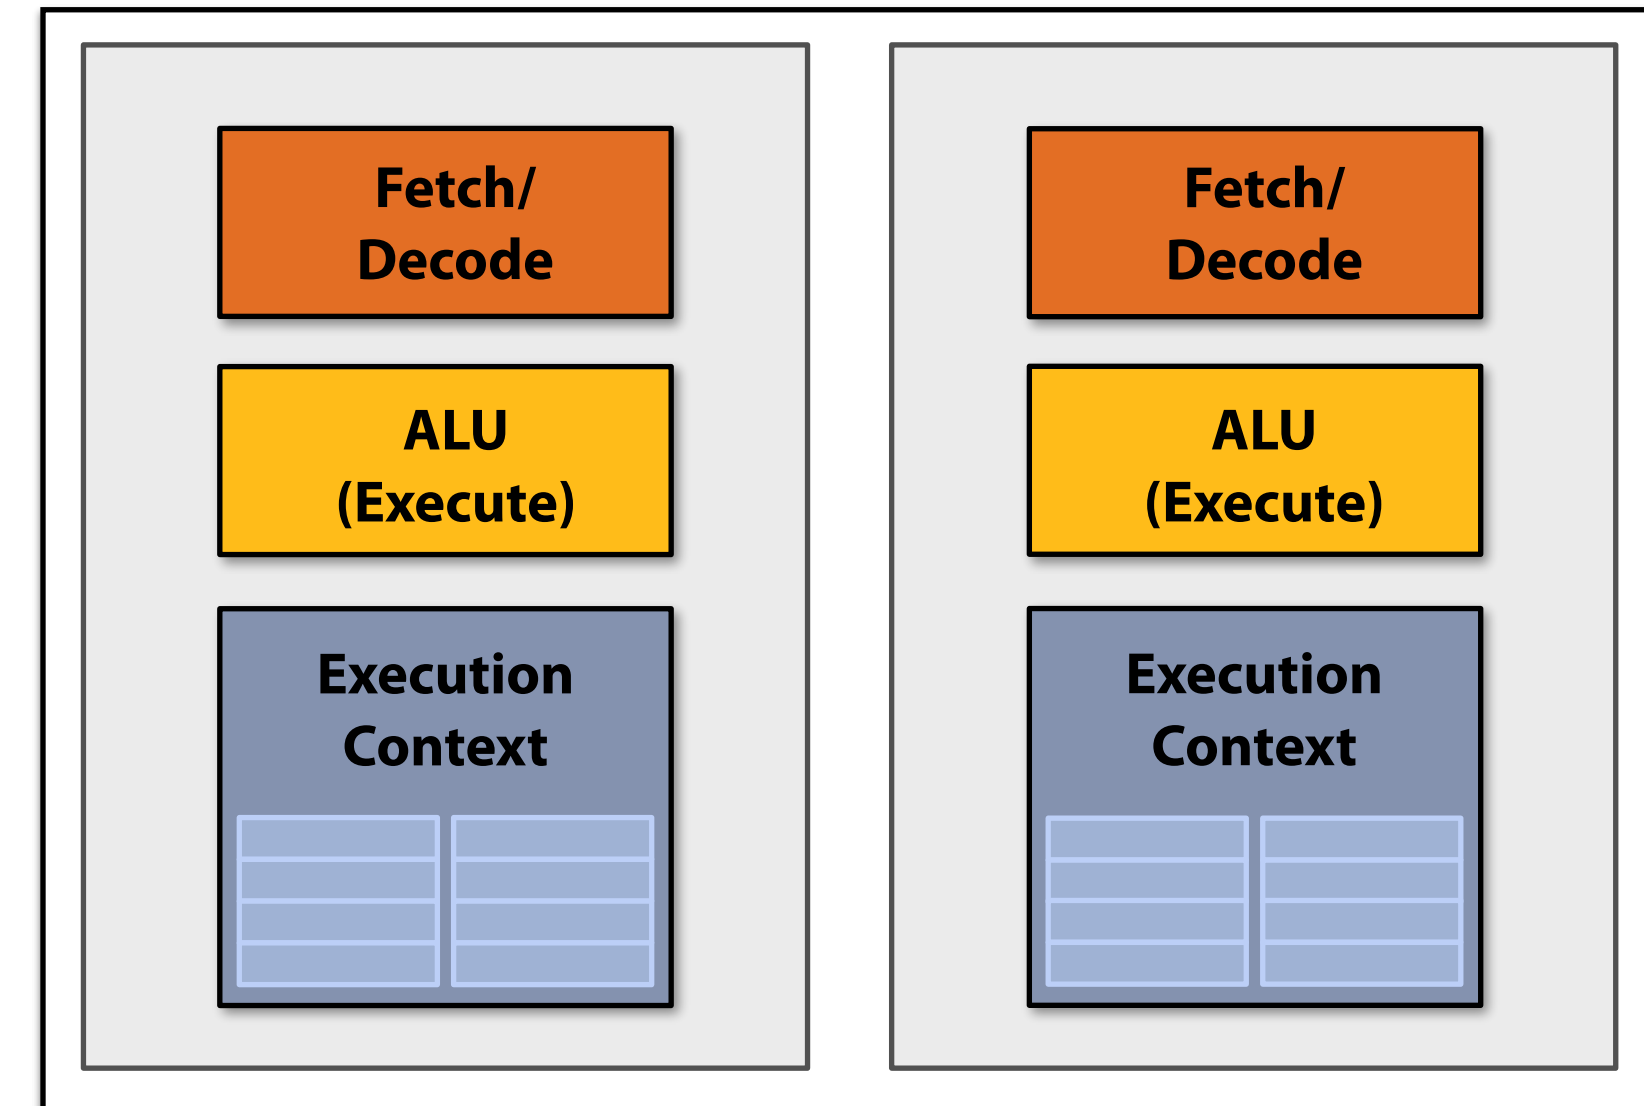 Fetch/
Decode
ALU
(Execute)
Execution
Context
Fetch/
Decode
ALU
(Execute)
Execution
Context